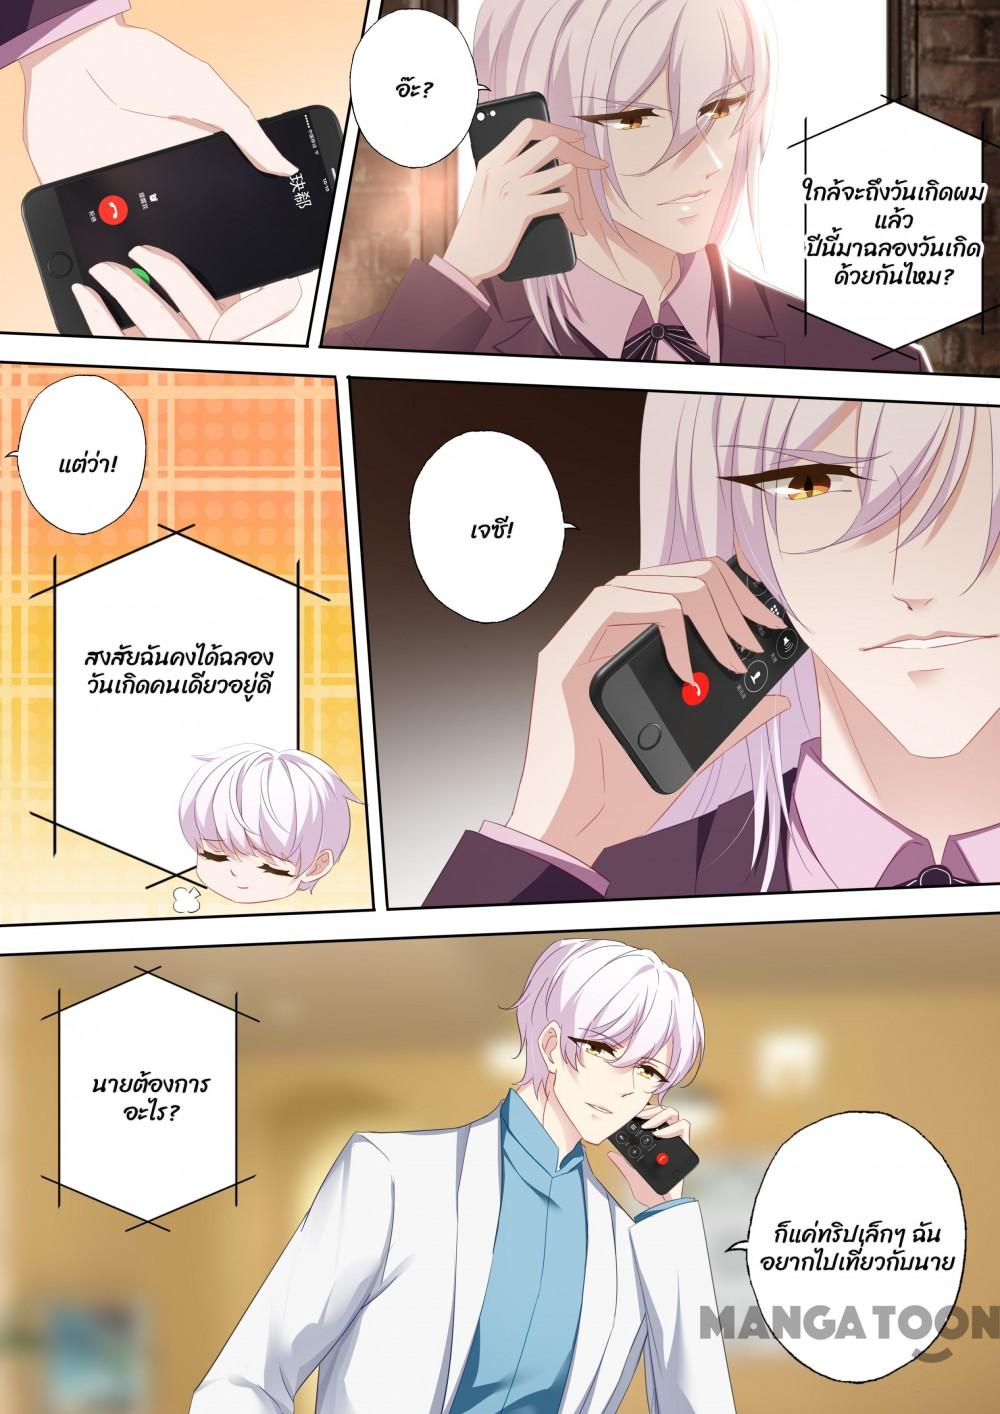 玦都
10:10
อ๊ะ?
ใกล้จะถึงวันเกิดผม
แล้ว
ปีนี้มาฉลองวันเกิด
ด้วยกันไหม?
แต่ว่า!
เจซี!
สงสัยฉันคงได้ฉลอง
วันเกิดคนเดียวอยู่ดี
นายต้องการ
อะไร?
ก็แค่ทริปเล็กๆ ฉัน
อยากไปเที่ยวกับนาย
MANGATOON